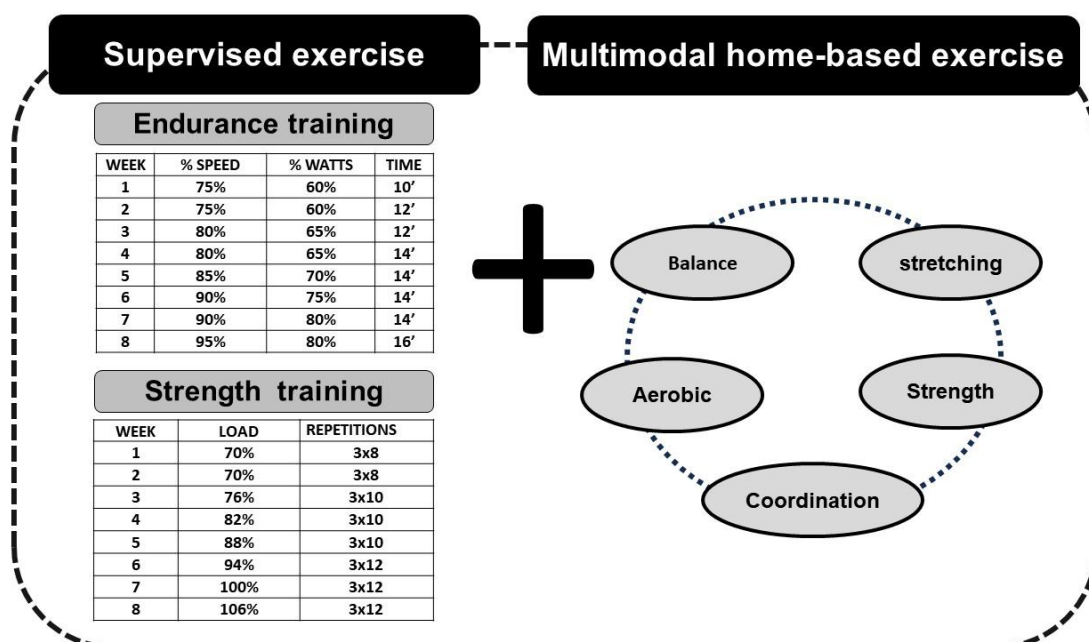 Supervised exercise
Multimodal home-based exercise
Endurance training
WEEK % SPEED % WATTS TIME
1 75% 60% 10’
2 75% 60% 12’
3 80% 65% 12’
4 80% 65% 14’
5 85% 70% 14’
6 90% 75% 14’
7 90% 80% 14’
8 95% 80% 16’
Strength training
WEEK LOAD REPETITIONS
1 70% 3x8
2 70% 3x8
3 76% 3x10
4 82% 3x10
5 88% 3x10
6 94% 3x12
7 100% 3x12
8 106% 3x12
Balance
stretching
Aerobic
Strength
Coordination